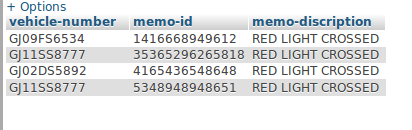 + Options
vehicle-number memo-id memo-discription
GJ09FS6534 1416668949612 RED LIGHT CROSSED
GJ11SS8777 35365296265818 RED LIGHT CROSSED
GJ02DS5892 4165436548648 RED LIGHT CROSSED
GJ11SS8777 5348948948651 RED LIGHT CROSSED